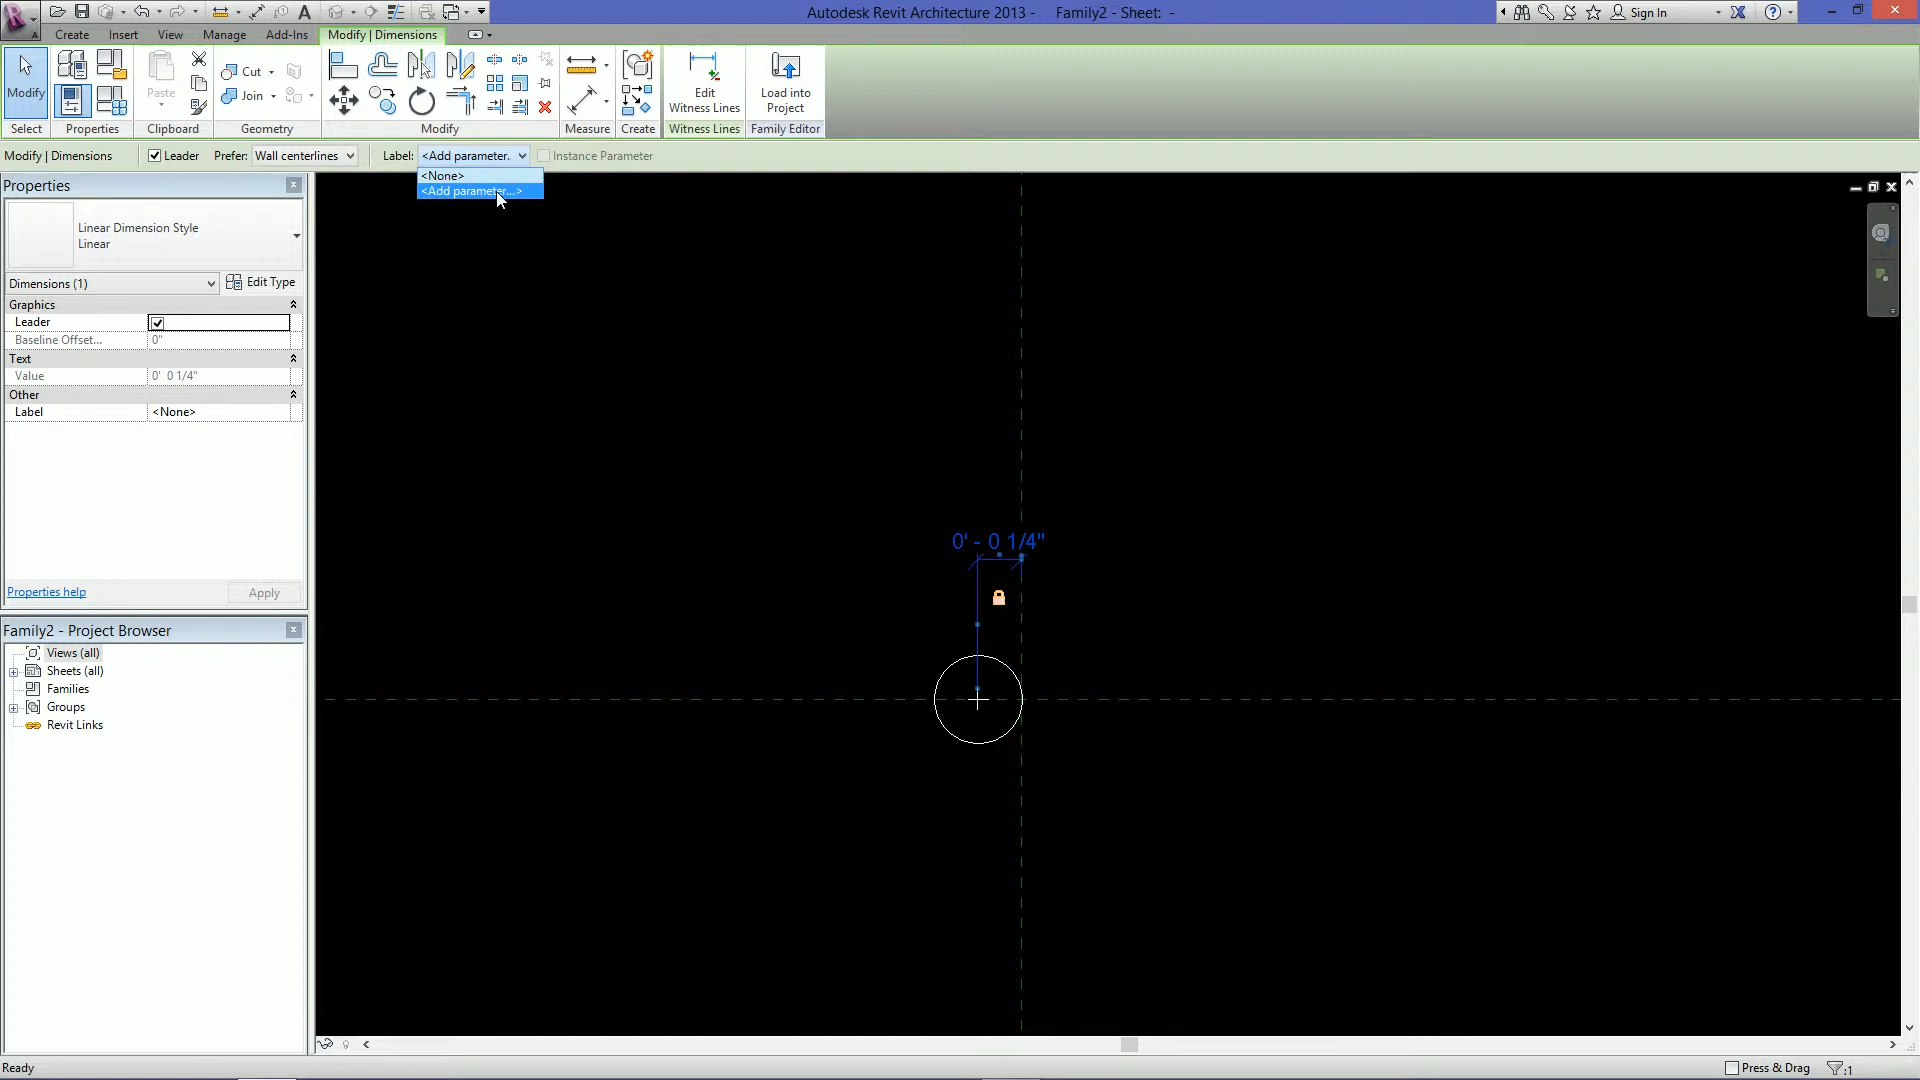 Autodesk Revit Architecture 2013 - Family2 - Sheet: -
Sign In
Create Insert View Manage Add-Ins Modify | Dimensions
Modify
Paste
Cut
Join
Edit
Witness Lines
Load into
Project
Select Properties Clipboard Geometry Modify Measure Create Witness Lines Family Editor
Modify | Dimensions Leader Prefer: Wall centerlines Label: <Add parameter. Instance Parameter
<None>
<Add parameter...>
Properties
Linear Dimension Style
Linear
Dimensions (1) Edit Type
Graphics
Leader
Baseline Offset... 0"
Text
Value 0' 0 1/4"
Other
Label <None>
Properties help Apply
Family2 - Project Browser
Views (all)
Sheets (all)
Families
Groups
Revit Links
0' - 0 1/4"
Ready
Press & Drag :1